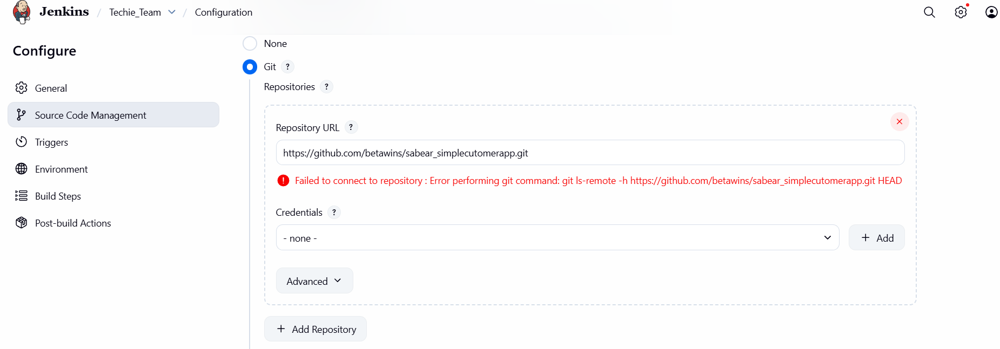 Jenkins / Techie_Team / Configuration
Configure
General
Source Code Management
Triggers
Environment
Build Steps
Post-build Actions
None
Git ?
Repositories ?
Repository URL ?
https://github.com/betawins/sabear_simplecutomerapp.git
Failed to connect to repository : Error performing git command: git ls-remote -h https://github.com/betawins/sabear_simplecutomerapp.git HEAD
Credentials ?
- none -
+ Add
Advanced
+ Add Repository